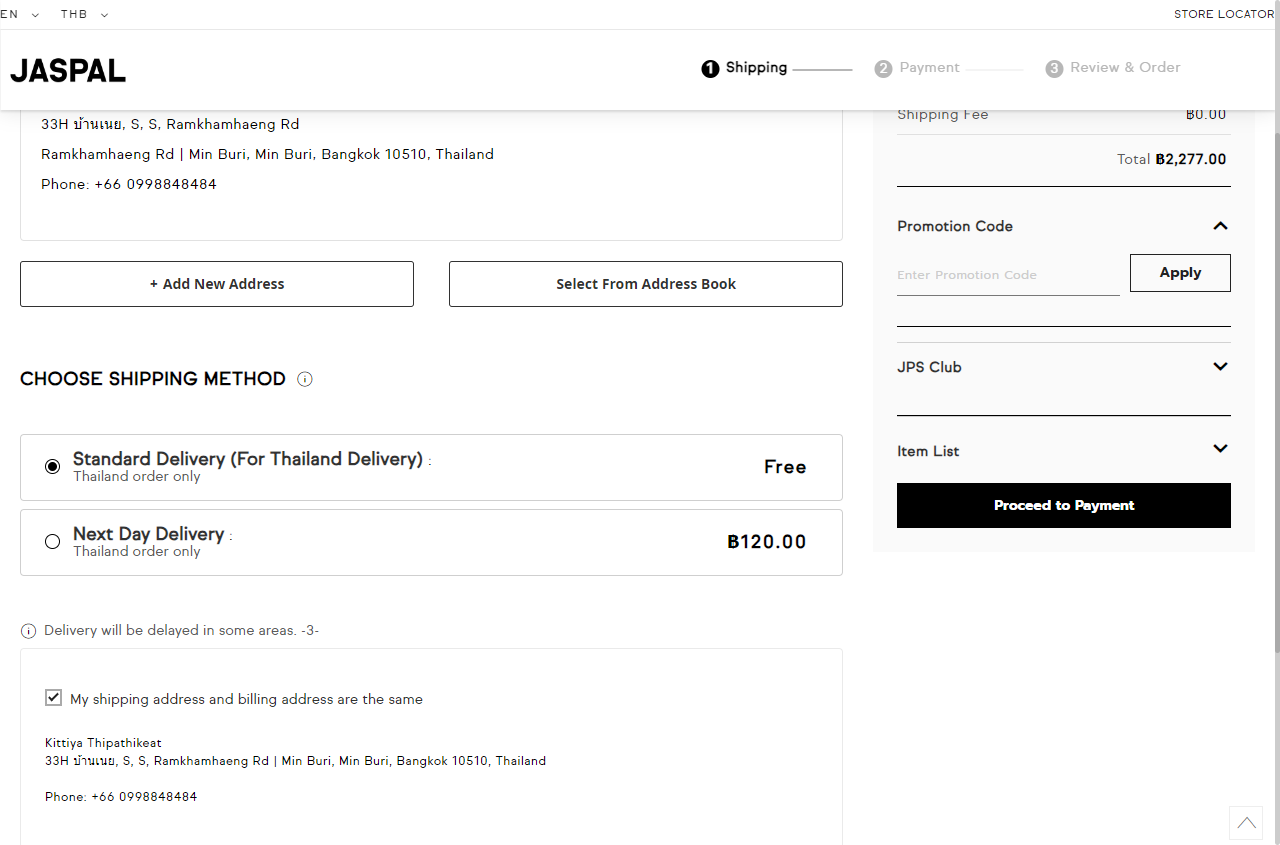 EN THB STORE LOCATOR
JASPAL
1 Shipping 2 Payment 3 Review & Order
33H บ้านเนย, S, S, Ramkhamhaeng Rd
Ramkhamhaeng Rd | Min Buri, Min Buri, Bangkok 10510, Thailand
Phone: +66 0998848484
+ Add New Address
Select From Address Book
CHOOSE SHIPPING METHOD
Standard Delivery (For Thailand Delivery) :
Thailand order only
Free
Next Day Delivery :
Thailand order only
฿120.00
Delivery will be delayed in some areas. -3-
My shipping address and billing address are the same
Kittiya Thipathikeat
33H บ้านเนย, S, S, Ramkhamhaeng Rd | Min Buri, Min Buri, Bangkok 10510, Thailand
Phone: +66 0998848484
Shipping Fee ฿0.00
Total ฿2,277.00
Promotion Code
Enter Promotion Code
Apply
JPS Club
Item List
Proceed to Payment